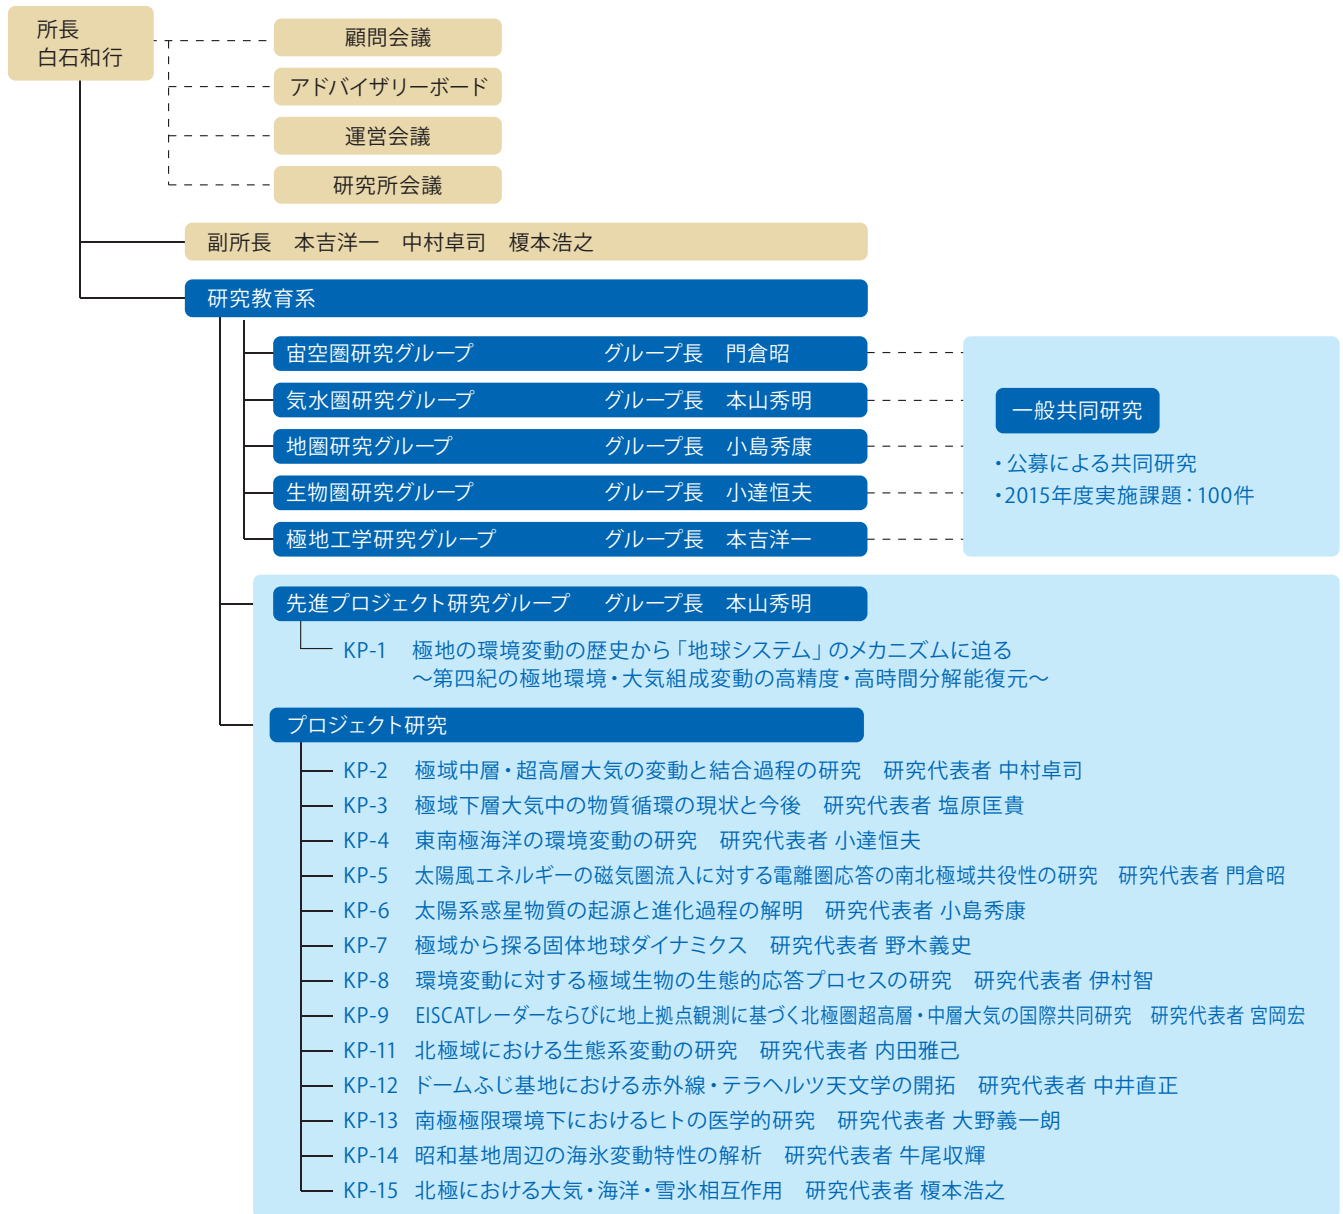 所長
白石和行
顧問会議
アドバイザリーボード
運営会議
研究所会議
副所長　本吉洋一　中村卓司　榎本浩之
研究教育系
宙空圏研究グループ　グループ長　門倉昭
気水圏研究グループ　グループ長　本山秀明
地圏研究グループ　グループ長　小島秀康
生物圏研究グループ　グループ長　小達恒夫
極地工学研究グループ　グループ長　本吉洋一
一般共同研究
・公募による共同研究
・2015年度実施課題：100件
先進プロジェクト研究グループ　グループ長　本山秀明
KP-1　極地の環境変動の歴史から「地球システム」のメカニズムに迫る
～第四紀の極地環境・大気組成変動の高精度・高時間分解能復元～
プロジェクト研究
KP-2　極域中層・超高層大気の変動と結合過程の研究　研究代表者 中村卓司
KP-3　極域下層大気中の物質循環の現状と今後　研究代表者 塩原匡貴
KP-4　東南極海洋の環境変動の研究　研究代表者 小達恒夫
KP-5　太陽風エネルギーの磁気圏流入に対する電離圏応答の南北極域共役性の研究　研究代表者 門倉昭
KP-6　太陽系惑星物質の起源と進化過程の解明　研究代表者 小島秀康
KP-7　極域から探る固体地球ダイナミクス　研究代表者 野木義史
KP-8　環境変動に対する極域生物の生態的応答プロセスの研究　研究代表者 伊村智
KP-9　EISCATレーダーならびに地上拠点観測に基づく北極圏超高層・中層大気の国際共同研究　研究代表者 宮岡宏
KP-11　北極域における生態系変動の研究　研究代表者 内田雅己
KP-12　ドームふじ基地における赤外線・テラヘルツ天文学の開拓　研究代表者 中井直正
KP-13　南極極限環境下におけるヒトの医学的研究　研究代表者 大野義一朗
KP-14　昭和基地周辺の海氷変動特性の解析　研究代表者 牛尾収輝
KP-15　北極における大気・海洋・雪氷相互作用　研究代表者 榎本浩之